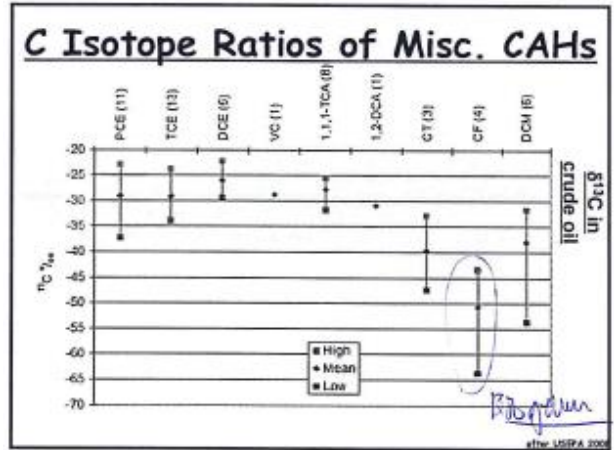 C Isotope Ratios of Misc. CAHs
PCE (11)
TCE (13)
DCE (6)
VC (1)
1,1,1-TCA (8)
1,2-DCA (1)
CT (3)
CF (4)
DCM (6)
-20
-25
-30
-35
-40
-45
-50
-55
-60
-65
-70
¹³C °/₀₀
δ¹³C in
crude oil
High
Mean
Low
after USEPA